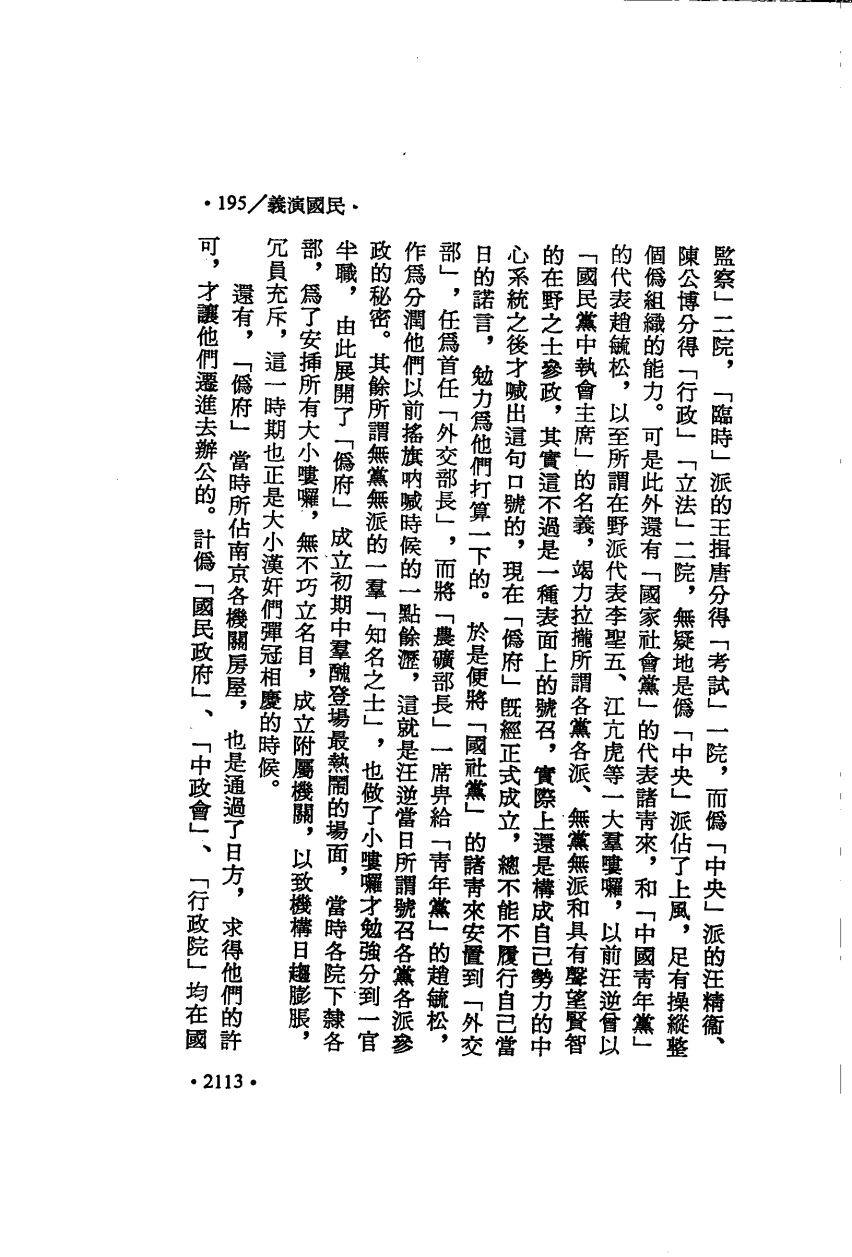 •195／義演國民•
監察」二院，「臨時」派的王揖唐分得「考試」一院，而僞「中央」派的汪精衞、
陳公博分得「行政」「立法」二院，無疑地是僞「中央」派佔了上風，足有操縱整
個僞組織的能力。可是此外還有「國家社會黨」的代表諸靑來，和「中國靑年黨」
的代表趙毓松，以至所謂在野派代表李聖五、江亢虎等一大羣嘍囉，以前汪逆曾以
「國民黨中執會主席」的名義，竭力拉攏所謂各黨各派、無黨無派和具有聲望賢智
的在野之士參政，其實這不過是一種表面上的號召，實際上還是構成自己勢力的中
心系統之後才喊出這句口號的，現在「僞府」旣經正式成立，總不能不履行自己當
日的諾言，勉力爲他們打算一下的。於是便將「國社黨」的諸靑來安置到「外交
部」，任爲首任「外交部長」，而將「農礦部長」一席畀給「靑年黨」的趙毓松，
作爲分潤他們以前搖旗吶喊時候的一點餘瀝，這就是汪逆當日所謂號召各黨各派參
政的秘密。其餘所謂無黨無派的一羣「知名之士」，也做了小嘍囉才勉強分到一官
半職，由此展開了「僞府」成立初期中羣醜登場最熱鬧的場面，當時各院下隸各
部，爲了安揷所有大小嘍囉，無不巧立名目，成立附屬機關，以致機構日趨膨脹，
冗員充斥，這一時期也正是大小漢奸們彈冠相慶的時候。
還有，「僞府」當時所佔南京各機關房屋，也是通過了日方，求得他們的許
可，才讓他們遷進去辦公的。計僞「國民政府」、「中政會」、「行政院」均在國
•2113•